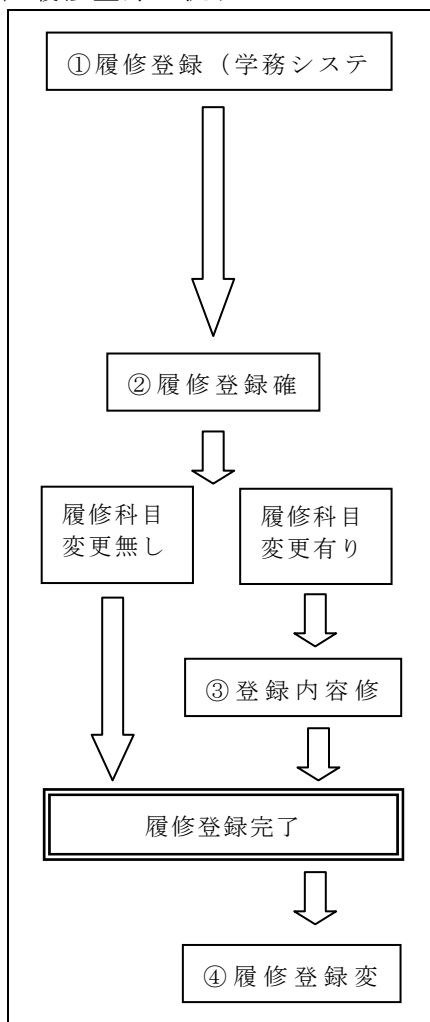 ①履修登録（学務システ
②履修登録確
履修科目
変更無し
履修科目
変更有り
③登録内容修
履修登録完了
④履修登録変